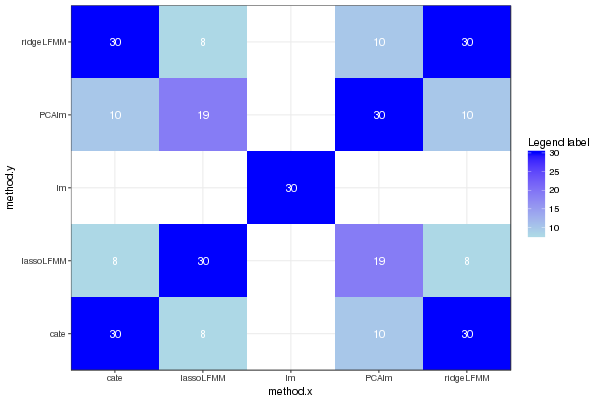 ridgeLFMM 30 8 10 30
PCAlm 10 19 30 10
lm 30
lassoLFMM 8 30 19 8
cate 30 8 10 30
cate lassoLFMM lm PCAlm ridgeLFMM
method.x
method.y
Legend label
30
25
20
15
10